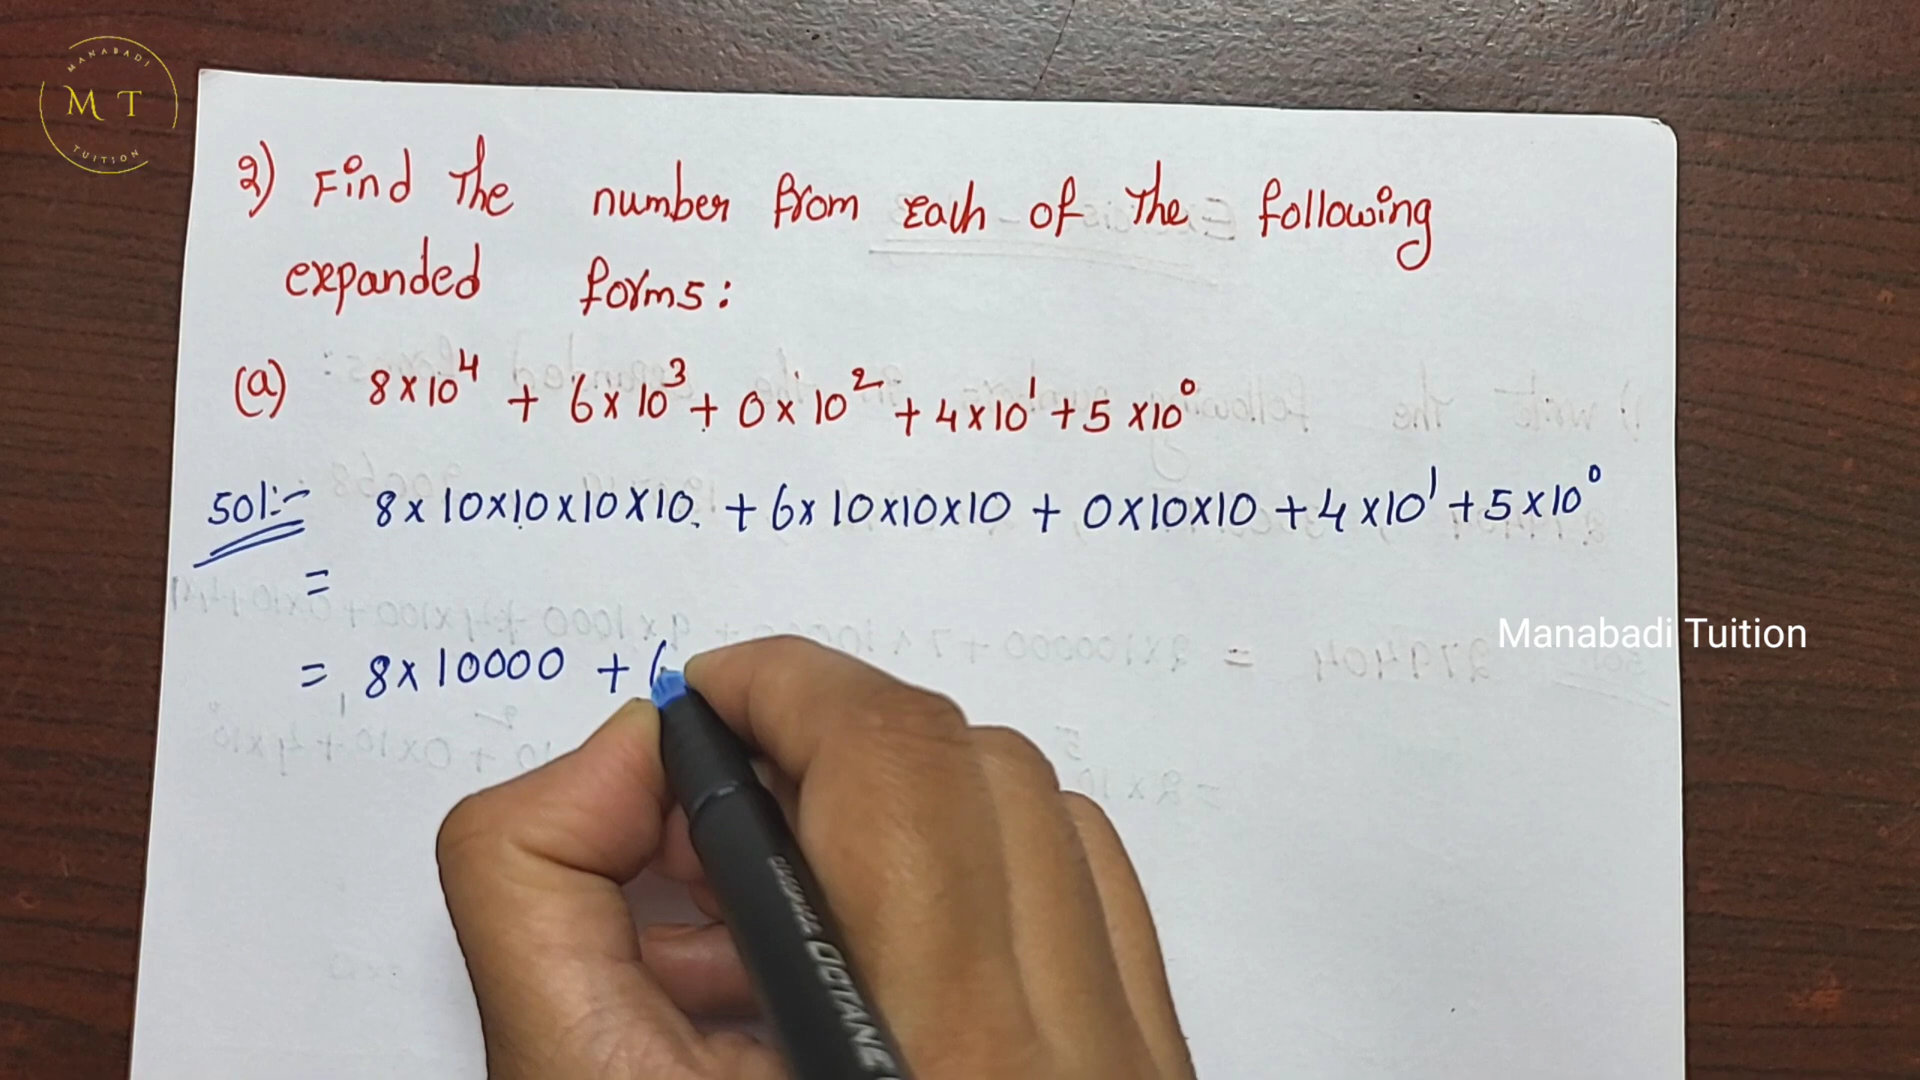 MANABADI
M T
TUITION
2) Find the number from each of the following
expanded forms:
(a) 8×10⁴ + 6×10³ + 0×10² + 4×10¹ + 5×10⁰
Sol:- 8×10×10×10×10 + 6×10×10×10 + 0×10×10 + 4×10¹ + 5×10⁰
=
= 8×10000 + 6
Manabadi Tuition
OCTANE